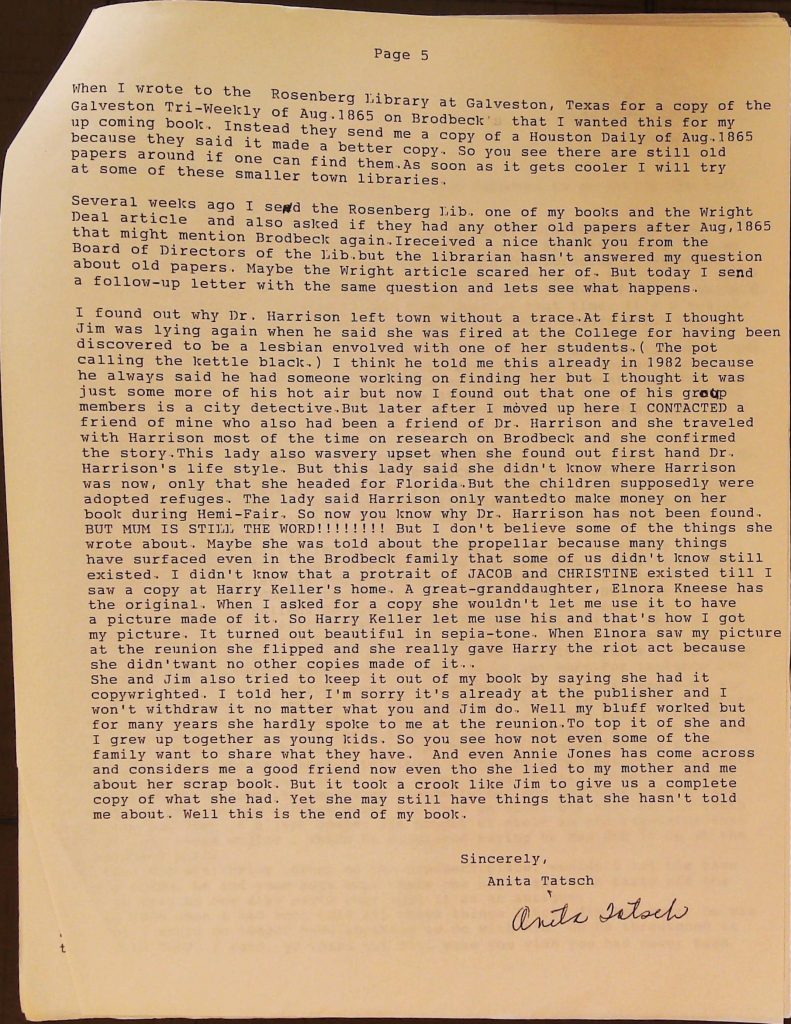 Page 5
When I wrote to the Rosenberg Library at Galveston, Texas for a copy of the
Galveston Tri-Weekly of Aug.1865 on Brodbeck's that I wanted this for my
up coming book. Instead they send me a copy of a Houston Daily of Aug.1865
because they said it made a better copy. So you see there are still old
papers around if one can find them.As soon as it gets cooler I will try
at some of these smaller town libraries.
Several weeks ago I send the Rosenberg Lib. one of my books and the Wright
Deal article and also asked if they had any other old papers after Aug,1865
that might mention Brodbeck again.Ireceived a nice thank you from the
Board of Directors of the Lib.but the librarian hasn't answered my question
about old papers. Maybe the Wright article scared her of. But today I send
a follow-up letter with the same question and lets see what happens.
I found out why Dr. Harrison left town without a trace.At first I thought
Jim was lying again when he said she was fired at the College for having been
discovered to be a lesbian envolved with one of her students.( The pot
calling the kettle black.) I think he told me this already in 1982 because
he always said he had someone working on finding her but I thought it was
just some more of his hot air but now I found out that one of his group
members is a city detective.But later after I moved up here I CONTACTED a
friend of mine who also had been a friend of Dr. Harrison and she traveled
with Harrison most of the time on research on Brodbeck and she confirmed
the story.This lady also wasvery upset when she found out first hand Dr.
Harrison's life style. But this lady said she didn't know where Harrison
was now, only that she headed for Florida.But the children supposedly were
adopted refuges. The lady said Harrison only wantedto make money on her
book during Hemi-Fair. So now you know why Dr. Harrison has not been found.
BUT MUM IS STILL THE WORD!!!!!!!! But I don't believe some of the things she
wrote about. Maybe she was told about the propellar because many things
have surfaced even in the Brodbeck family that some of us didn't know still
existed. I didn't know that a protrait of JACOB and CHRISTINE existed till I
saw a copy at Harry Keller's home. A great-granddaughter, Elnora Kneese has
the original. When I asked for a copy she wouldn't let me use it to have
a picture made of it. So Harry Keller let me use his and that's how I got
my picture. It turned out beautiful in sepia-tone. When Elnora saw my picture
at the reunion she flipped and she really gave Harry the riot act because
she didn'twant no other copies made of it..
She and Jim also tried to keep it out of my book by saying she had it
copywrighted. I told her, I'm sorry it's already at the publisher and I
won't withdraw it no matter what you and Jim do. Well my bluff worked but
for many years she hardly spoke to me at the reunion.To top it of she and
I grew up together as young kids. So you see how not even some of the
family want to share what they have. And even Annie Jones has come across
and considers me a good friend now even tho she lied to my mother and me
about her scrap book. But it took a crook like Jim to give us a complete
copy of what she had. Yet she may still have things that she hasn't told
me about. Well this is the end of my book.
Sincerely,
Anita Tatsch
Anita Tatsch
t